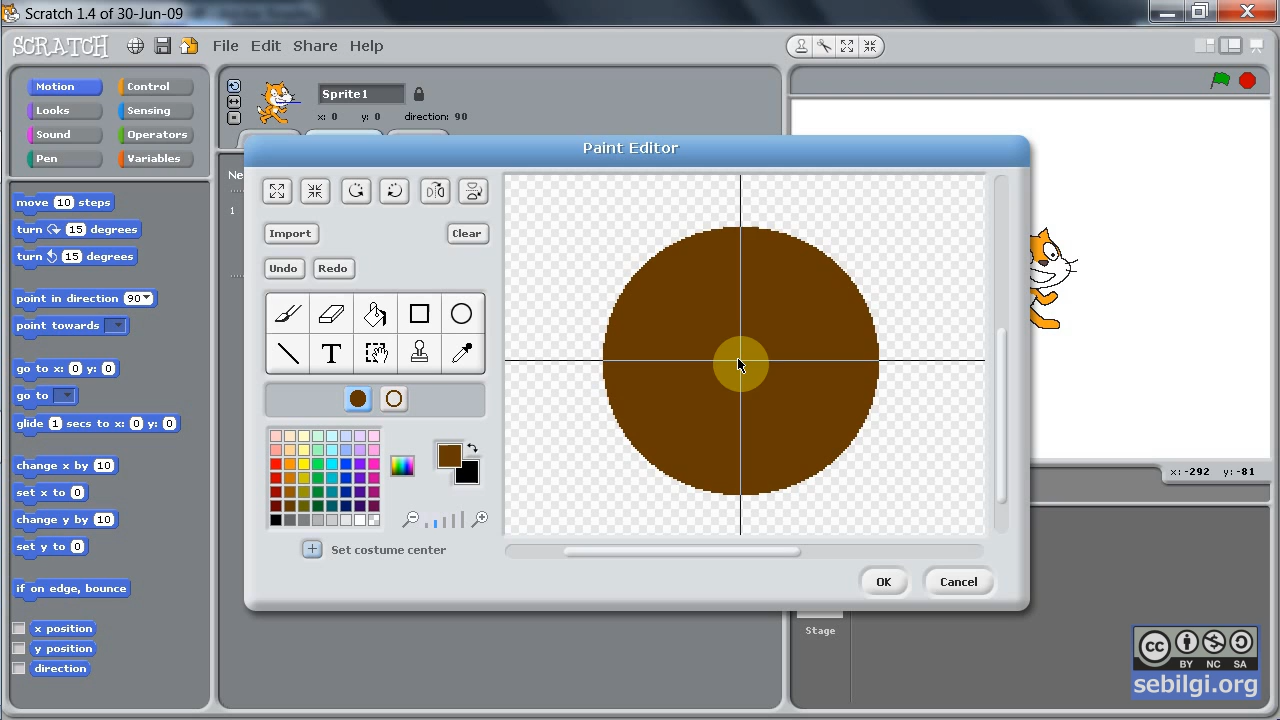 Scratch 1.4 of 30-Jun-09
SCRATCH
File Edit Share Help
Motion Control
Looks Sensing
Sound Operators
Pen Variables
Sprite1
x: 0 y: 0 direction: 90
Paint Editor
Ne
1
Import Clear
Undo Redo
T
Set costume center
OK Cancel
move 10 steps
turn 15 degrees
turn 15 degrees
point in direction 90
point towards
go to x: 0 y: 0
go to
glide 1 secs to x: 0 y: 0
change x by 10
set x to 0
change y by 10
set y to 0
if on edge, bounce
x position
y position
direction
x: -292 y: -81
Stage
cc
BY NC SA
sebilgi.org